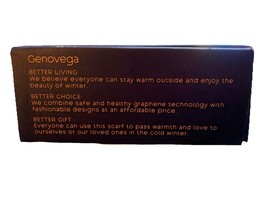 Genovega
BETTER LIVING:
We believe everyone can stay warm outside and enjoy the
beauty of winter.
BETTER CHOICE:
We combine safe and healthy graphene technology with
fashionable designs at an affordable price.
BETTER GIFT:
Everyone can use this scarf to pass warmth and love to
ourselves or our loved ones in the cold winter.